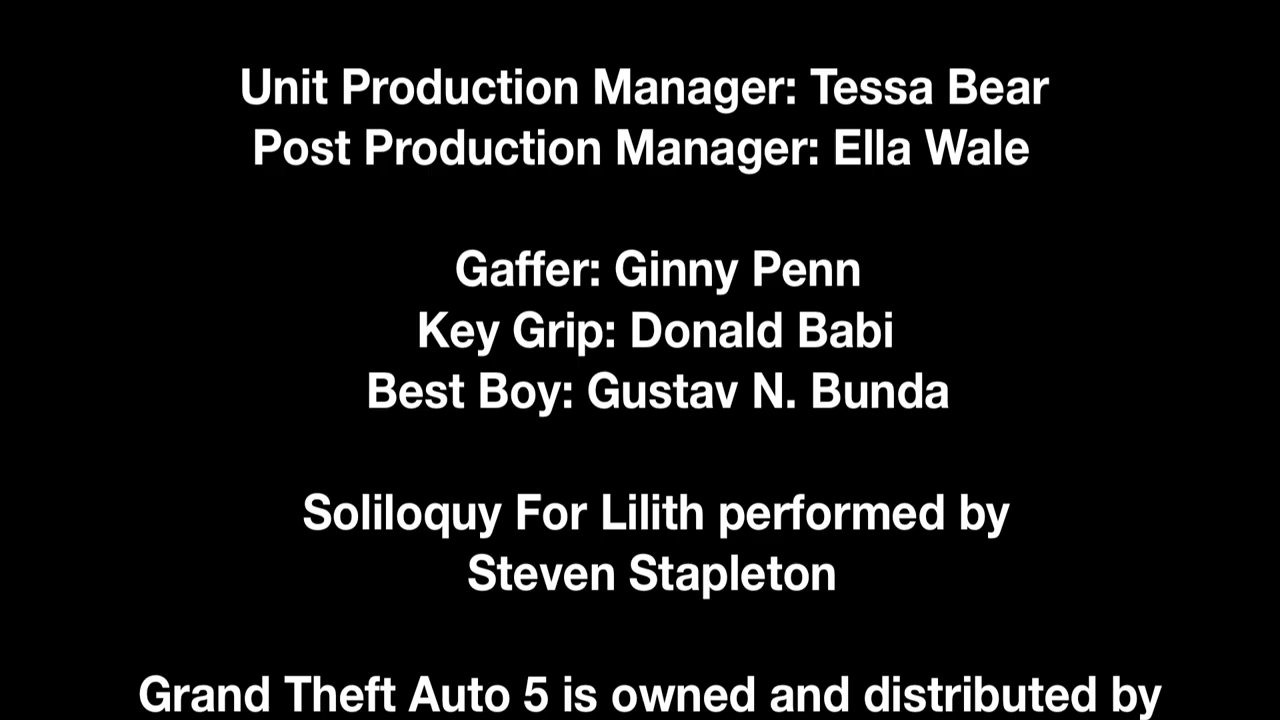 Unit Production Manager: Tessa Bear
Post Production Manager: Ella Wale
Gaffer: Ginny Penn
Key Grip: Donald Babi
Best Boy: Gustav N. Bunda
Soliloquy For Lilith performed by
Steven Stapleton
Grand Theft Auto 5 is owned and distributed by